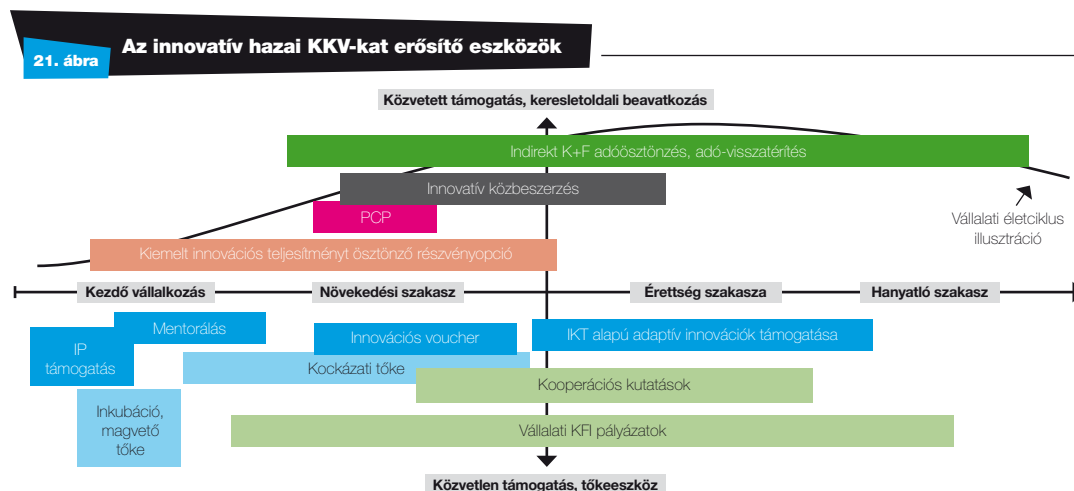 Az innovatív hazai KKV-kat erősítő eszközök
21. ábra
Közvetett támogatás, keresletoldali beavatkozás
Indirekt K+F adóösztönzés, adó-visszatérítés
Innovatív közbeszerzés
PCP
Vállalati életciklus
illusztráció
Kiemelt innovációs teljesítményt ösztönző részvényopció
Kezdő vállalkozás
Növekedési szakasz
Érettség szakasza
Hanyatló szakasz
Mentorálás
Innovációs voucher
IKT alapú adaptív innovációk támogatása
IP
támogatás
Kockázati tőke
Kooperációs kutatások
Inkubáció,
magvető
tőke
Vállalati KFI pályázatok
Közvetlen támogatás, tőkeeszköz